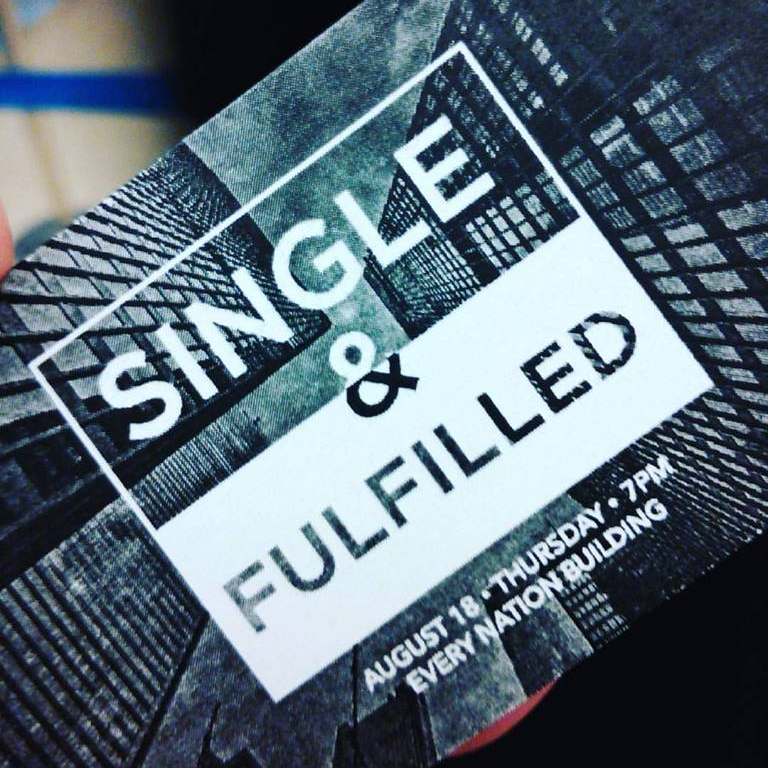 SINGLE
&
FULFILLED
AUGUST 18 • THURSDAY • 7PM
EVERY NATION BUILDING